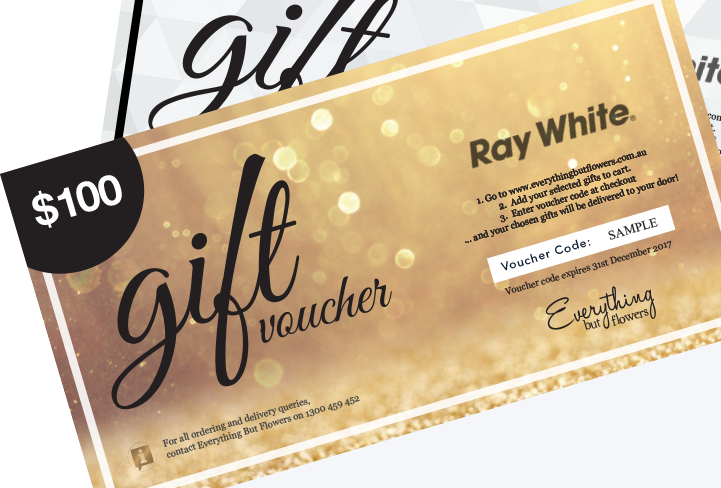 gift
$100
gift
voucher
Ray White.
1. Go to www.everythingbutflowers.com.au
2. Add your selected gifts to cart.
3. Enter voucher code at checkout
... and your chosen gifts will be delivered to your door!
Voucher Code: SAMPLE
Voucher code expires 31st December 2017
Everything
but flowers
For all ordering and delivery queries,
contact Everything But Flowers on 1300 459 452